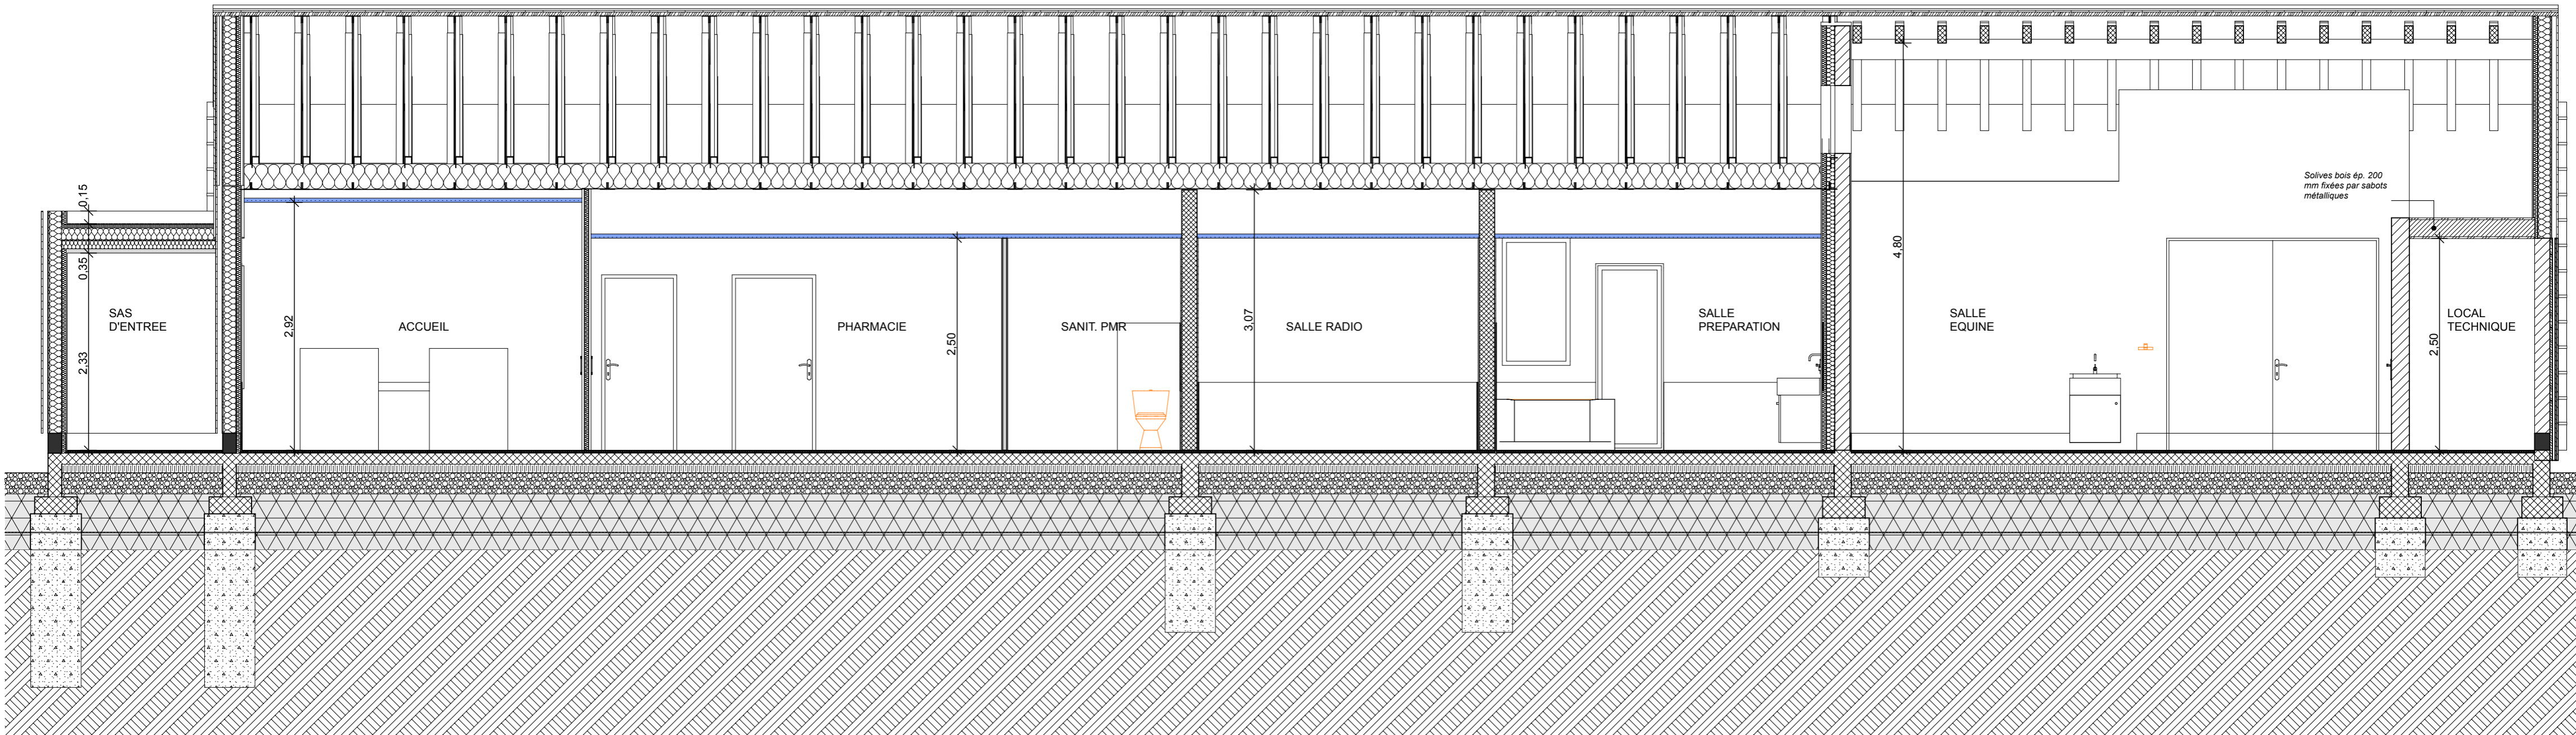 0,15
0,35
2,33
SAS
D'ENTREE
2,92
ACCUEIL
PHARMACIE
2,50
SANIT. PMR
3,07
SALLE RADIO
SALLE
PREPARATION
4,80
SALLE
EQUINE
Solives bois ép. 200
mm fixées par sabots
métalliques
2,50
LOCAL
TECHNIQUE